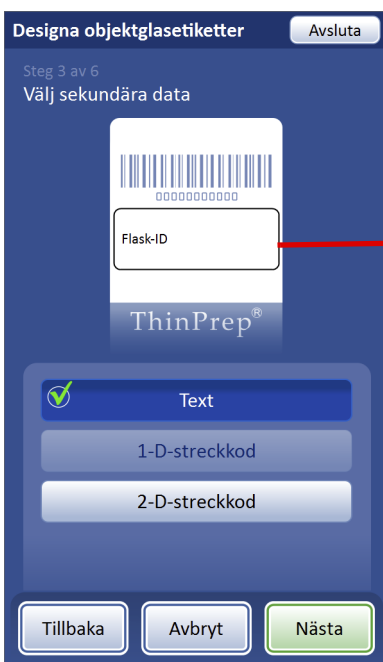 Designa objektglasetiketter Avsluta
Steg 3 av 6
Välj sekundära data
00000000000
Flask-ID
ThinPrep®
Text
1-D-streckkod
2-D-streckkod
Tillbaka Avbryt Nästa